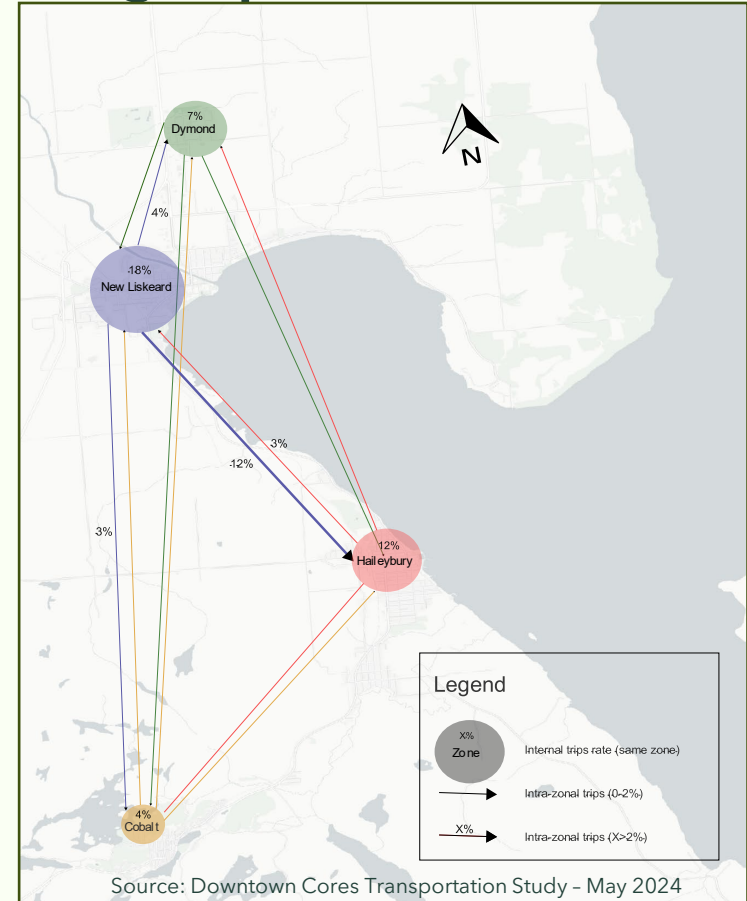 7%
Dymond
N
4%
18%
New Liskeard
3%
12%
3%
12%
Haileybury
Legend
X%
Zone
Internal trips rate (same zone)
Intra-zonal trips (0-2%)
X%
Intra-zonal trips (X>2%)
4%
Cobalt
Source: Downtown Cores Transportation Study – May 2024